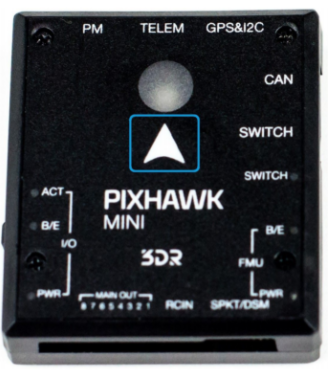 PM TELEM GPS&I2C
CAN
SWITCH
SWITCH
ACT
PIXHAWK
MINI
B/E
B/E
I/O
3DR
FMU
PWR
PWR
MAIN OUT
8 7 6 5 4 3 2 1
RCIN SPKT/DSM